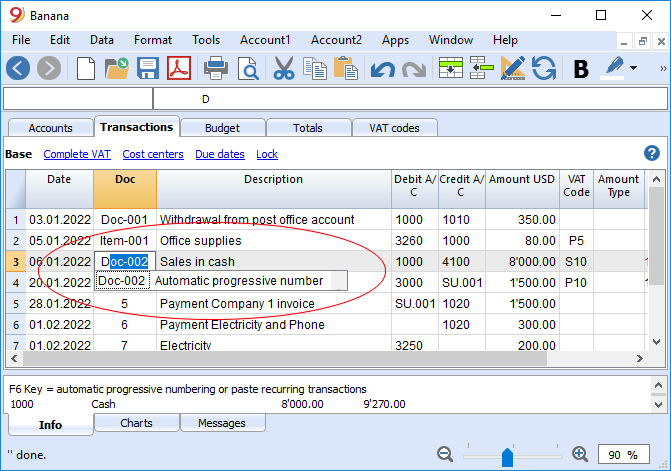 Banana
File Edit Data Format Tools Account1 Account2 Apps Window Help
B
D
Accounts Transactions Budget Totals VAT codes
Base Complete VAT Cost centers Due dates Lock ?
Date Doc Description Debit A/C Credit A/C Amount USD VAT Code Amount Type
1 03.01.2022 Doc-001 Withdrawal from post office account 1000 1010 350.00
2 05.01.2022 Item-001 Office supplies 3260 1000 80.00 P5
3 06.01.2022 Doc-002 Sales in cash 1000 4100 8'000.00 S10 1
4 20.01.2022 Doc-002 Automatic progressive number 3000 SU.001 1'500.00 P10 1
5 28.01.2022 5 Payment Company 1 invoice SU.001 1020 1'500.00
6 01.02.2022 6 Payment Electricity and Phone 1020 300.00
7 01.02.2022 7 Electricity 3250 200.00
F6 Key = automatic progressive numbering or paste recurring transactions
1000 Cash 8'000.00 9'270.00
Info Charts Messages
'' done. 90 %